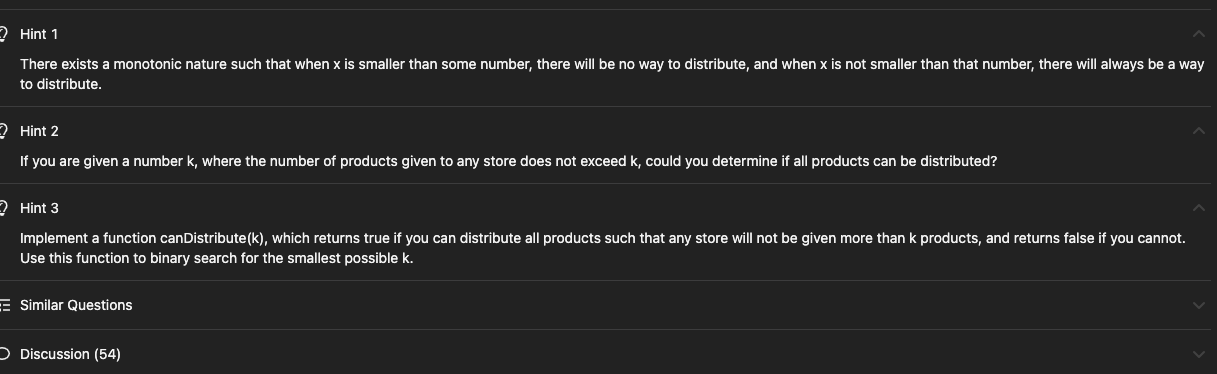 Hint 1
There exists a monotonic nature such that when x is smaller than some number, there will be no way to distribute, and when x is not smaller than that number, there will always be a way
to distribute.
Hint 2
If you are given a number k, where the number of products given to any store does not exceed k, could you determine if all products can be distributed?
Hint 3
Implement a function canDistribute(k), which returns true if you can distribute all products such that any store will not be given more than k products, and returns false if you cannot.
Use this function to binary search for the smallest possible k.
Similar Questions
Discussion (54)